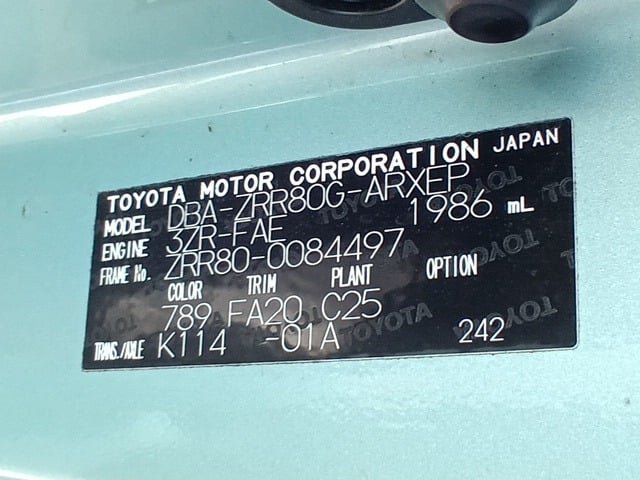 TOYOTA MOTOR CORPORATION JAPAN
MODEL DBA-ZRR80G-ARXEP
ENGINE 3ZR-FAE 1986 mL
FRAME No. ZRR80-0084497
COLOR TRIM PLANT OPTION
789 FA20 C25
TRANS./AXLE K114 -01A 242